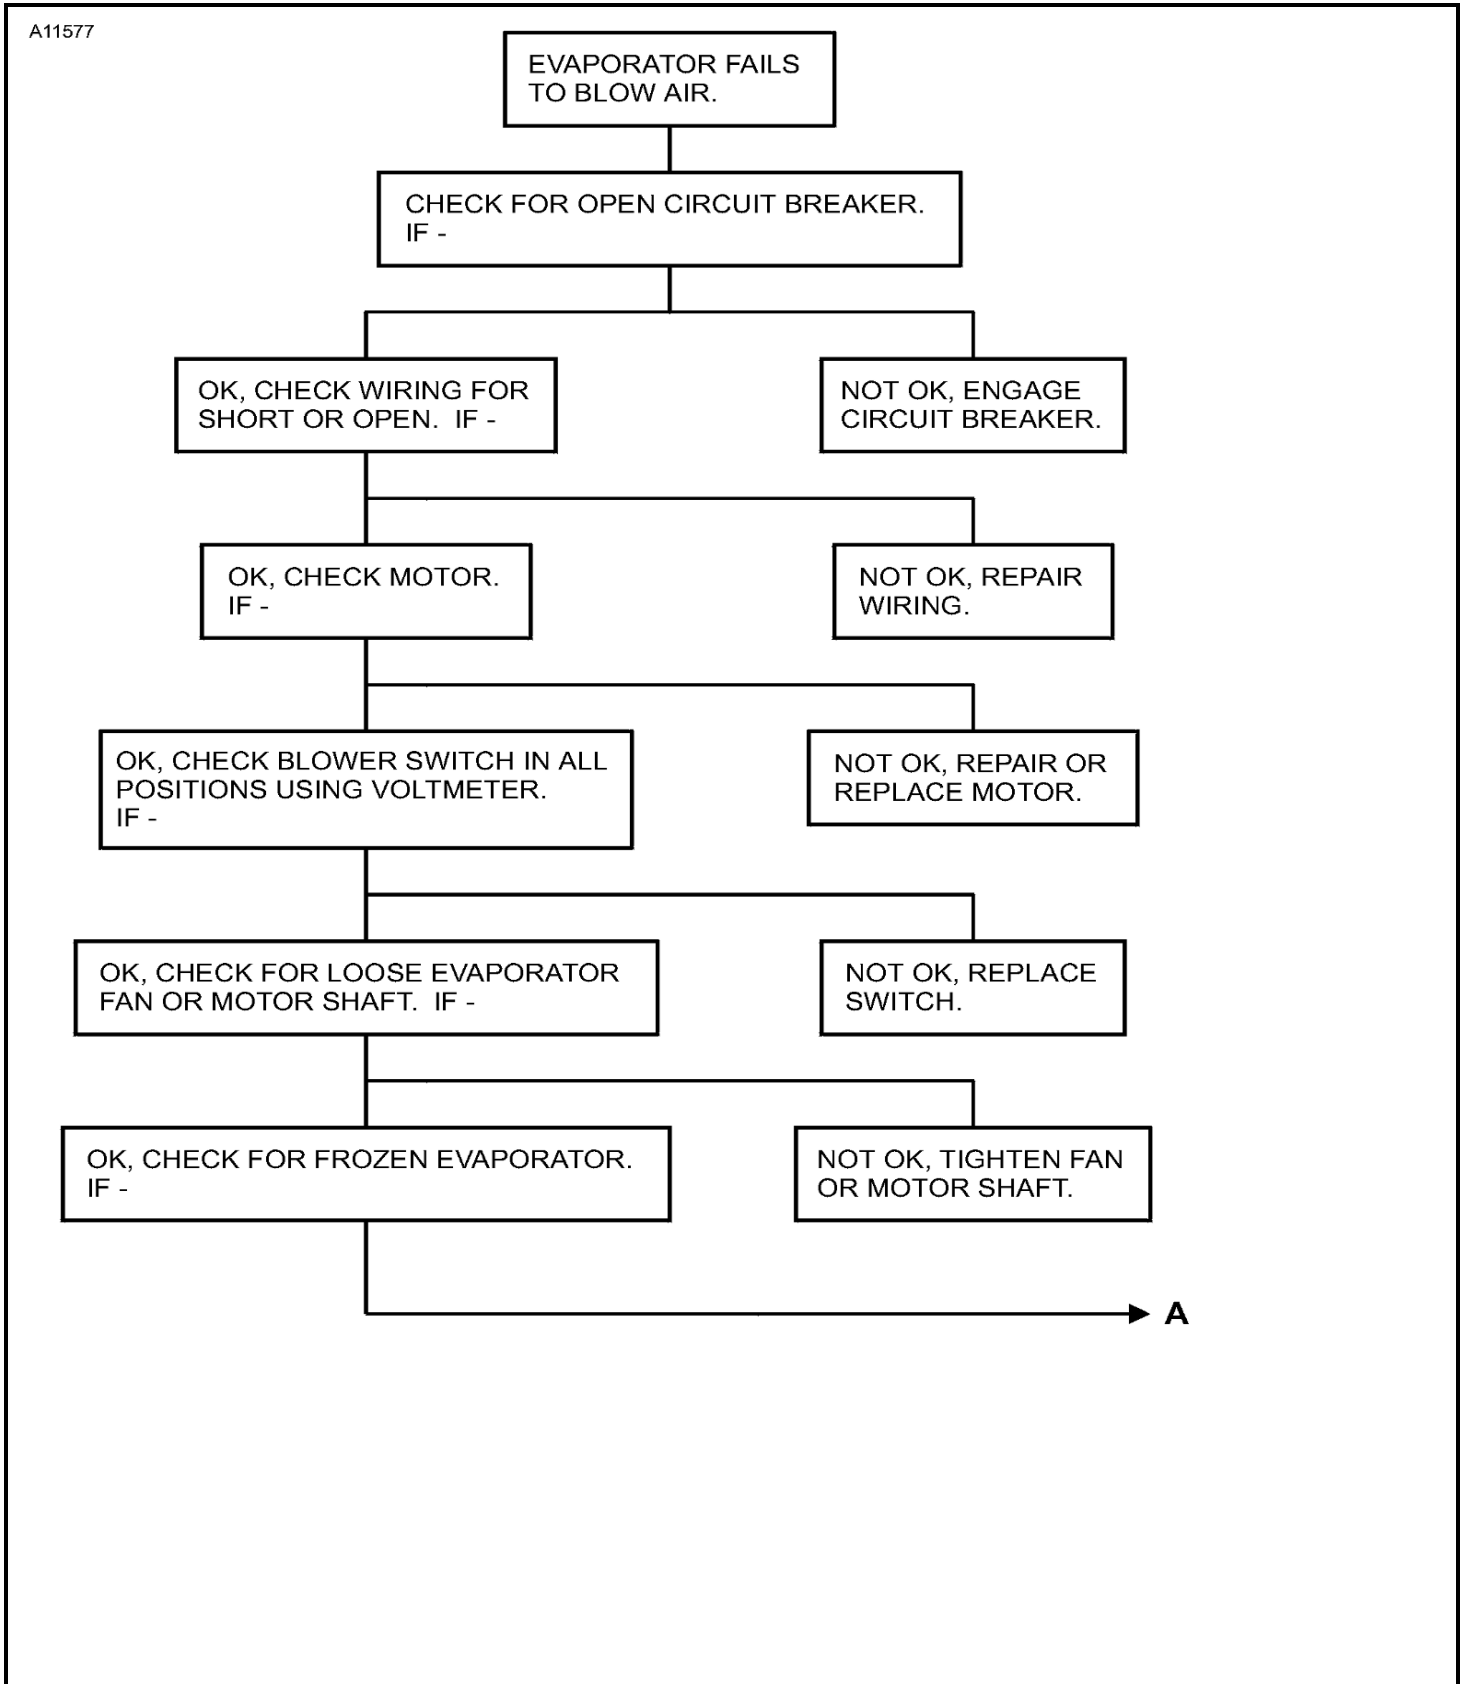 A11577
EVAPORATOR FAILS
TO BLOW AIR.
CHECK FOR OPEN CIRCUIT BREAKER.
IF -
OK, CHECK WIRING FOR
SHORT OR OPEN.  IF -
NOT OK, ENGAGE
CIRCUIT BREAKER.
OK, CHECK MOTOR.
IF -
NOT OK, REPAIR
WIRING.
OK, CHECK BLOWER SWITCH IN ALL
POSITIONS USING VOLTMETER.
IF -
NOT OK, REPAIR OR
REPLACE MOTOR.
OK, CHECK FOR LOOSE EVAPORATOR
FAN OR MOTOR SHAFT.  IF -
NOT OK, REPLACE
SWITCH.
OK, CHECK FOR FROZEN EVAPORATOR.
IF -
NOT OK, TIGHTEN FAN
OR MOTOR SHAFT.
A